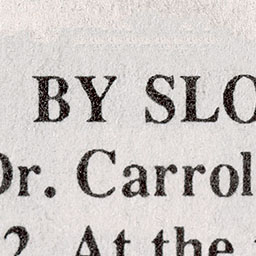 BY SLO
Dr. Carrol
2. At the